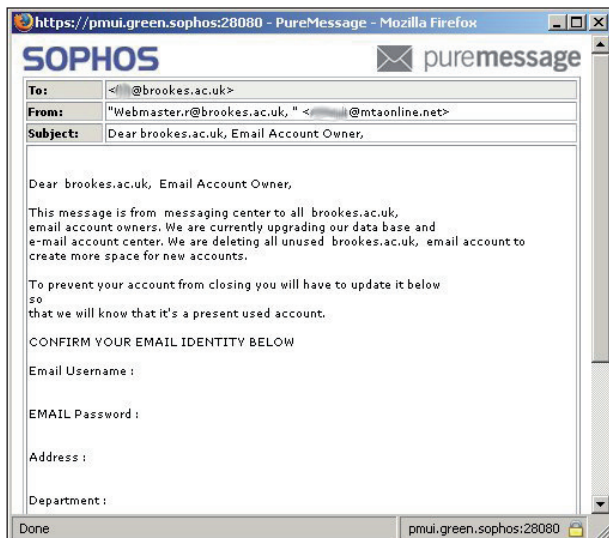 https://pmui.green.sophos:28080 - PureMessage - Mozilla Firefox
SOPHOS puremessage
To: < @brookes.ac.uk>
From: "Webmaster.r@brookes.ac.uk, " < @mtaonline.net>
Subject: Dear brookes.ac.uk, Email Account Owner,
Dear brookes.ac.uk, Email Account Owner,
This message is from messaging center to all brookes.ac.uk,
email account owners. We are currently upgrading our data base and
e-mail account center. We are deleting all unused brookes.ac.uk, email account to
create more space for new accounts.
To prevent your account from closing you will have to update it below
so
that we will know that it's a present used account.
CONFIRM YOUR EMAIL IDENTITY BELOW
Email Username :
EMAIL Password :
Address :
Department :
Done pmui.green.sophos:28080